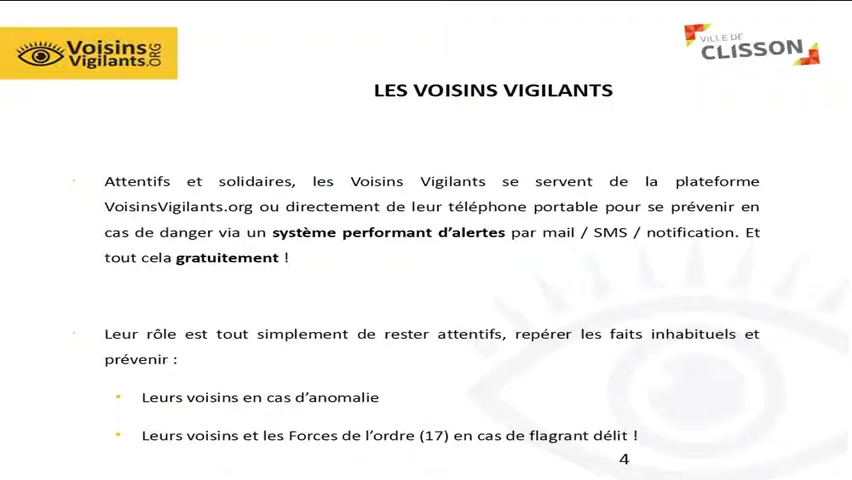 Voisins
Vigilants.ORG
VILLE DE
CLISSON
LES VOISINS VIGILANTS
Attentifs et solidaires, les Voisins Vigilants se servent de la plateforme
VoisinsVigilants.org ou directement de leur téléphone portable pour se prévenir en
cas de danger via un système performant d’alertes par mail / SMS / notification. Et
tout cela gratuitement !
Leur rôle est tout simplement de rester attentifs, repérer les faits inhabituels et
prévenir :
Leurs voisins en cas d’anomalie
Leurs voisins et les Forces de l’ordre (17) en cas de flagrant délit !
4